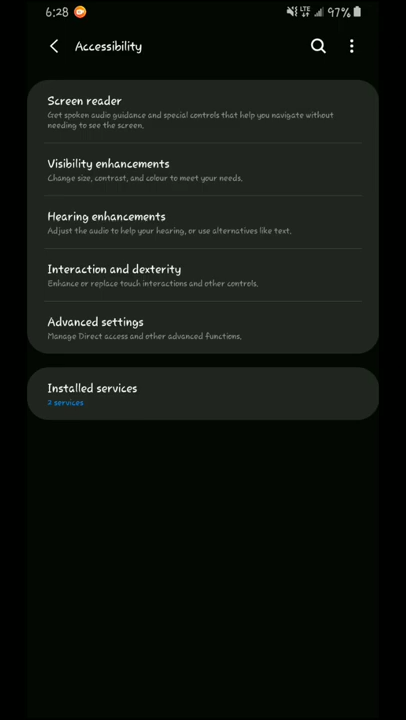 6:28 LTE 97%
Accessibility
Screen reader
Get spoken audio guidance and special controls that help you navigate without
needing to see the screen.
Visibility enhancements
Change size, contrast, and colour to meet your needs.
Hearing enhancements
Adjust the audio to help your hearing, or use alternatives like text.
Interaction and dexterity
Enhance or replace touch interactions and other controls.
Advanced settings
Manage Direct access and other advanced functions.
Installed services
services